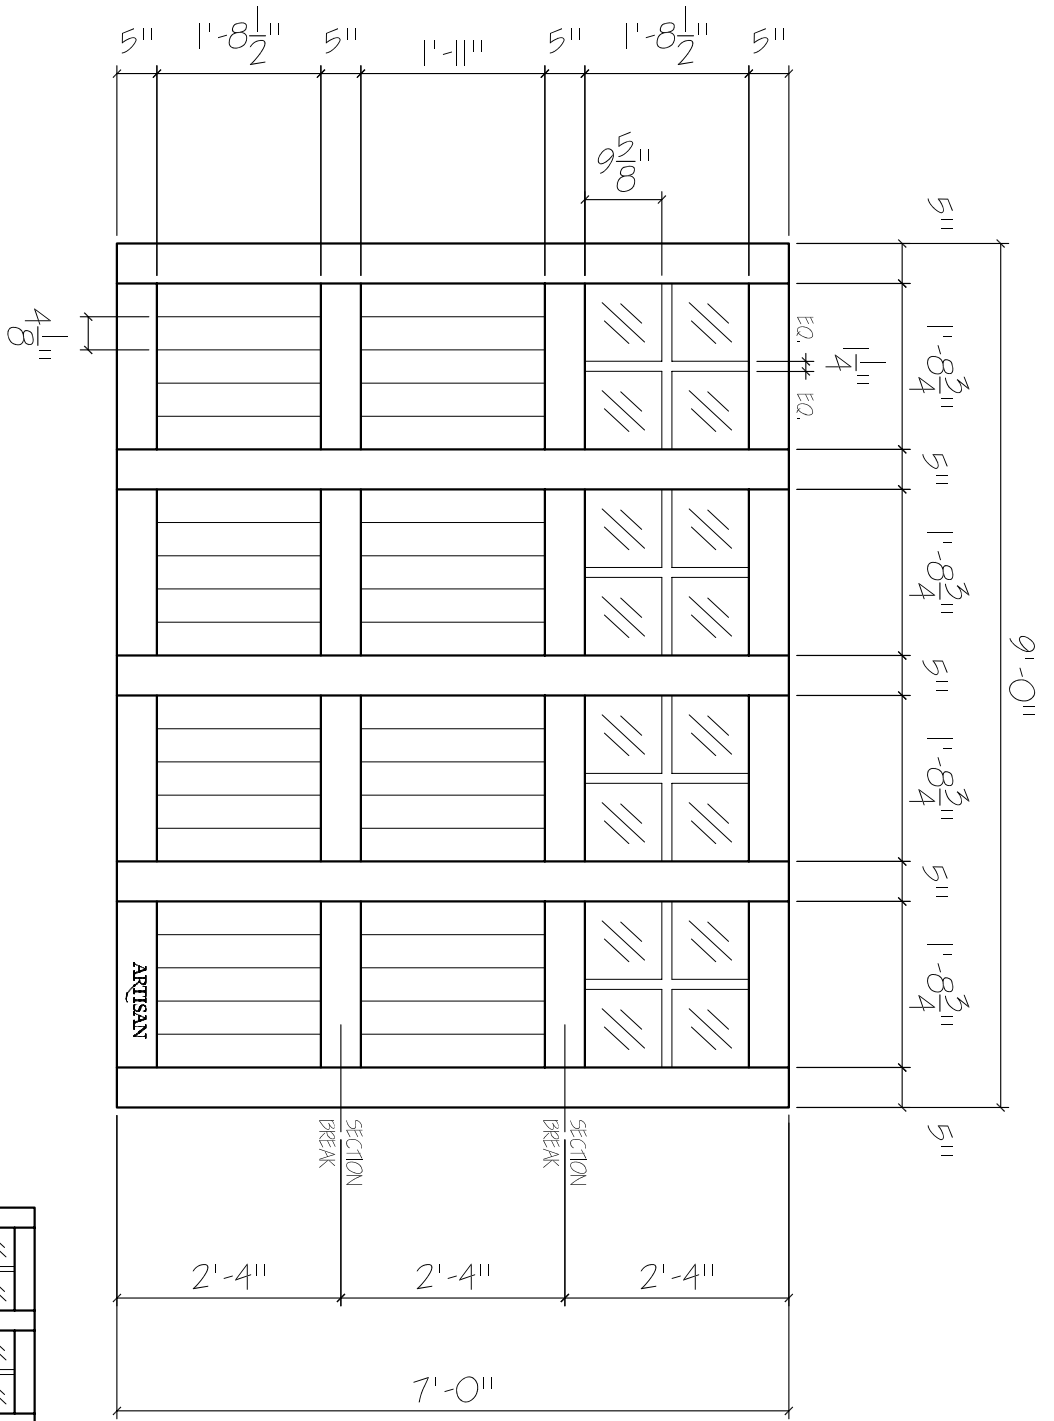 5" 1'-8 1/2" 5" 1'-11" 5" 1'-8 1/2" 5"
9 5/8"
5"
1'-8 3/4"
5"
1'-8 3/4"
5"
1'-8 3/4"
5"
1'-8 3/4"
5"
9'-0"
EQ.
1 1/4"
EQ.
4 1/8"
ARTISAN
SECTION
BREAK
SECTION
BREAK
2'-4" 2'-4" 2'-4"
7'-0"